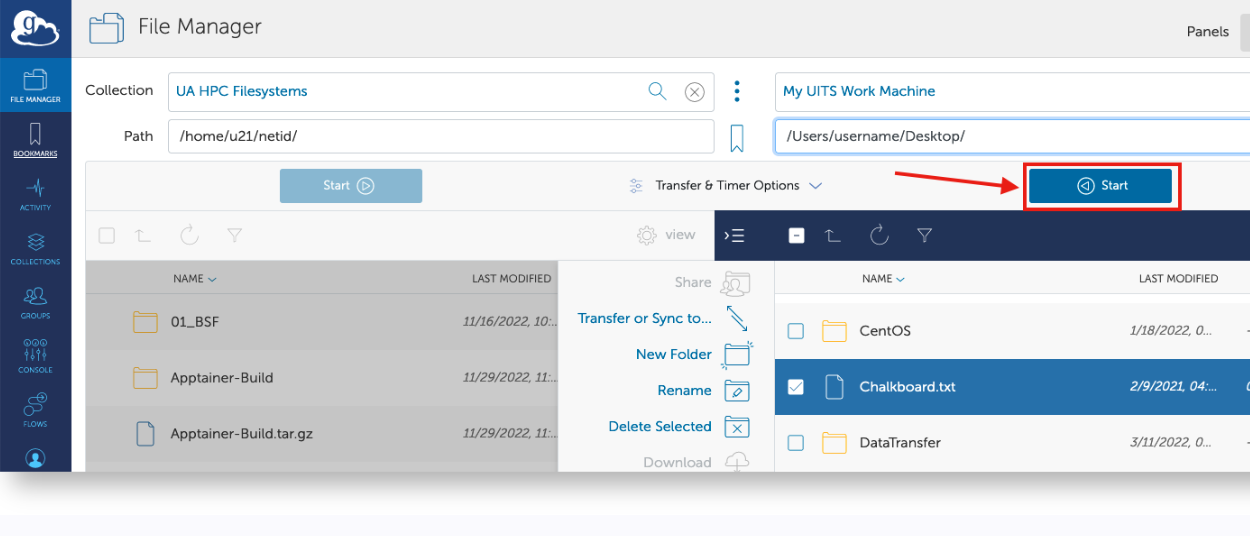 g
File Manager
Panels
FILE MANAGER
BOOKMARKS
ACTIVITY
COLLECTIONS
GROUPS
CONSOLE
FLOWS
Collection UA HPC Filesystems My UITS Work Machine
Path /home/u21/netid/ /Users/username/Desktop/
Start Transfer & Timer Options Start
view
NAME LAST MODIFIED
01_BSF 11/16/2022, 10:...
Apptainer-Build 11/29/2022, 11:...
Apptainer-Build.tar.gz 11/29/2022, 11:...
Share
Transfer or Sync to...
New Folder
Rename
Delete Selected
Download
NAME LAST MODIFIED
CentOS 1/18/2022, 0...
Chalkboard.txt 2/9/2021, 04:...
DataTransfer 3/11/2022, 0...